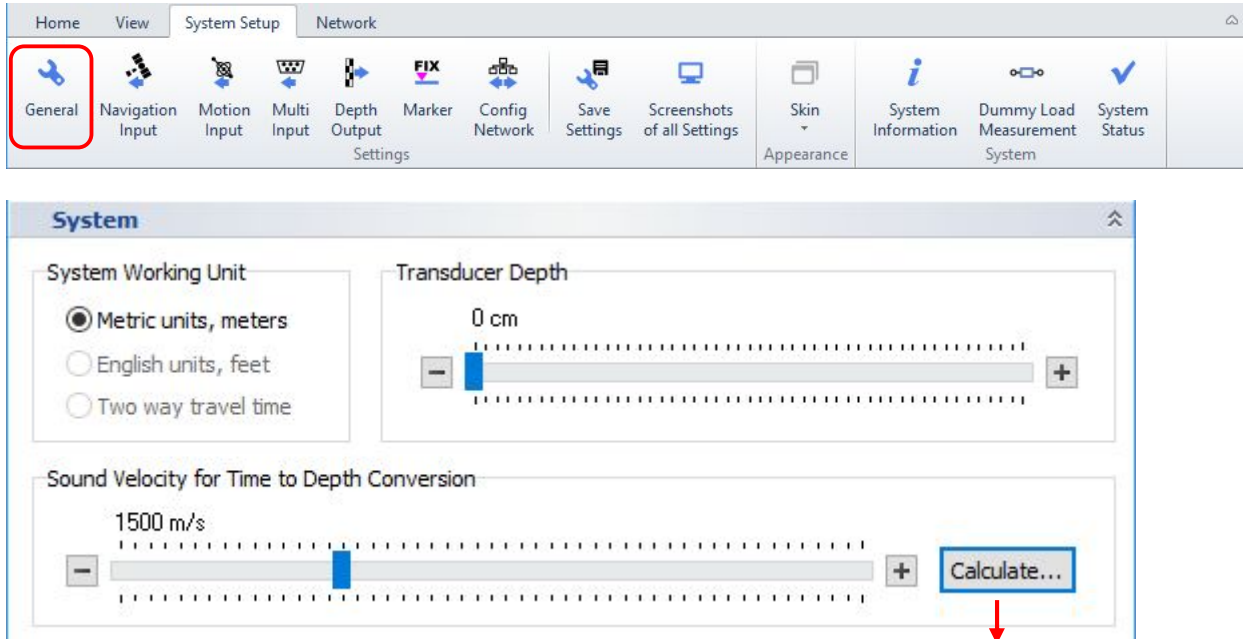 Home View System Setup Network
General Navigation Input Motion Input Multi Input Depth Output FIX Marker Config Network Save Settings Screenshots of all Settings Skin System Information Dummy Load Measurement System Status
Settings Appearance System
System
System Working Unit
Metric units, meters
English units, feet
Two way travel time
Transducer Depth
0 cm
Sound Velocity for Time to Depth Conversion
1500 m/s
Calculate...